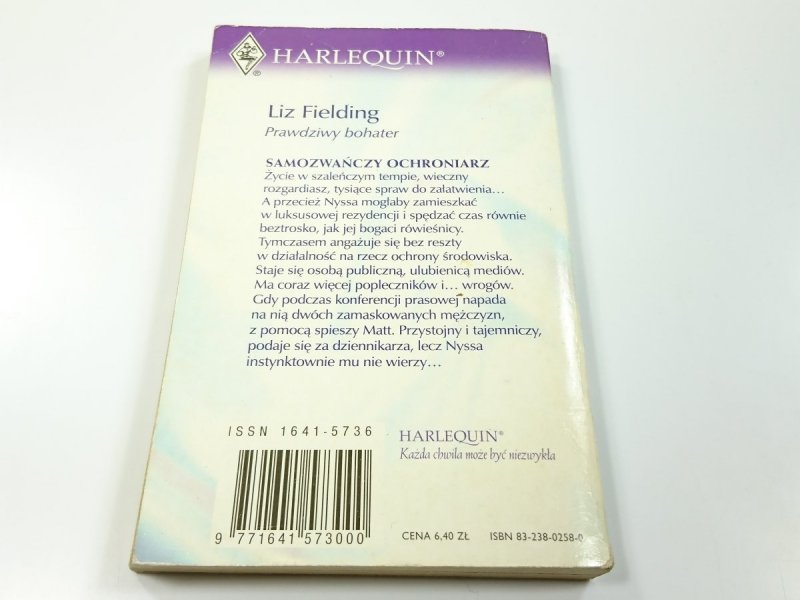 HARLEQUIN®
Liz Fielding
Prawdziwy bohater
SAMOZWAŃCZY OCHRONIARZ
Życie w szaleńczym tempie, wieczny
rozgardiasz, tysiące spraw do załatwienia...
A przecież Nyssa mogłaby zamieszkać
w luksusowej rezydencji i spędzać czas równie
beztrosko, jak jej bogaci rówieśnicy.
Tymczasem angażuje się bez reszty
w działalność na rzecz ochrony środowiska.
Staje się osobą publiczną, ulubienicą mediów.
Ma coraz więcej popleczników i... wrogów.
Gdy podczas konferencji prasowej napada
na nią dwóch zamaskowanych mężczyzn,
z pomocą spieszy Matt. Przystojny i tajemniczy,
podaje się za dziennikarza, lecz Nyssa
instynktownie mu nie wierzy...
ISSN 1641-5736
HARLEQUIN®
Każda chwila może być niezwykła
9 771641 573000
CENA 6,40 ZŁ ISBN 83-238-0258-0